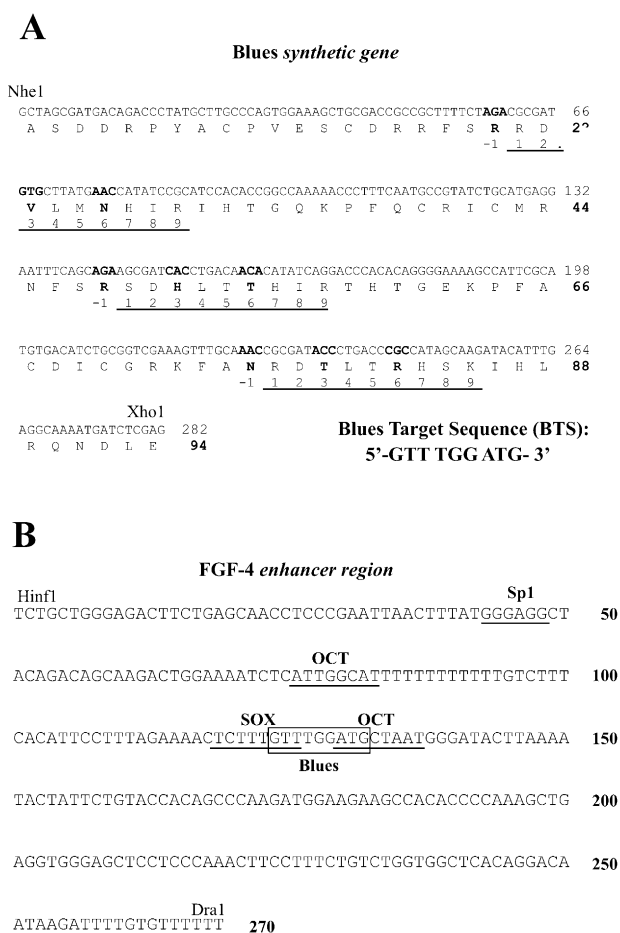 A
Blues synthetic gene
Nhe1
GCTAGCGATGACAGACCCTATGCTTGCCCAGTGGAAAGCTGCGACCGCCGCTTTTCTAGACGCGAT 66
A S D D R P Y A C P V E S C D R R F S R R D 22
-1 1 2 .
GTGCTTATGAACCATATCCGCATCCACACCGGCCAAAAACCCTTTCAATGCCGTATCTGCATGAGG 132
V L M N H I R I H T G Q K P F Q C R I C M R 44
3 4 5 6 7 8 9
AATTTCAGCAGAAGCGATCACCTGACAACACATATCAGGACCCACACAGGGGAAAAGCCATTCGCA 198
N F S R S D H L T T H I R T H T G E K P F A 66
-1 1 2 3 4 5 6 7 8 9
TGTGACATCTGCGGTCGAAAGTTTGCAAACCGCGATACCCTGACCCGCCATAGCAAGATACATTTG 264
C D I C G R K F A N R D T L T R H S K I H L 88
-1 1 2 3 4 5 6 7 8 9
Xho1
AGGCAAAATGATCTCGAG 282
R Q N D L E 94
Blues Target Sequence (BTS):
5’-GTT TGG ATG- 3’
B
FGF-4 enhancer region
Hinf1
Sp1
TCTGCTGGGAGACTTCTGAGCAACCTCCCGAATTAACTTTATGGGAGGCT 50
OCT
ACAGACAGCAAGACTGGAAAATCTCATTGGCATTTTTTTTTTTTGTCTTT 100
SOX OCT
CACATTCCTTTAGAAAACTCTTTGTTTGGATGCTAATGGGATACTTAAAA 150
Blues
TACTATTCTGTACCACAGCCCAAGATGGAAGAAGCCACACCCCAAAGCTG 200
AGGTGGGAGCTCCTCCCAAACTTCCTTTCTGTCTGGTGGCTCACAGGACA 250
Dra1
ATAAGATTTTGTGTTTTTT 270